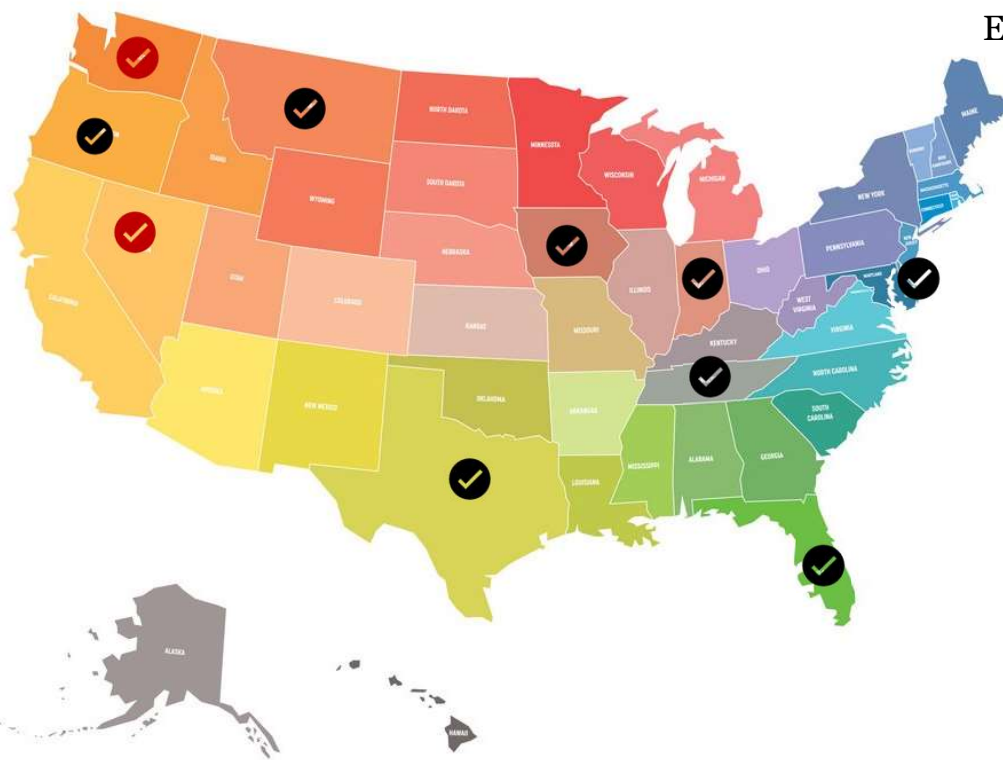 E
MAINE
NORTH DAKOTA
MINNESOTA
IDAHO
SOUTH DAKOTA
WISCONSIN
MICHIGAN
NEW YORK
MASSACHUSETTS
WYOMING
NEBRASKA
PENNSYLVANIA
OHIO
UTAH
COLORADO
CALIFORNIA
ILLINOIS
MARYLAND
WEST
VIRGINIA
KANSAS
MISSOURI
VIRGINIA
KENTUCKY
NORTH CAROLINA
ARIZONA
NEW MEXICO
OKLAHOMA
ARKANSAS
SOUTH
CAROLINA
MISSISSIPPI
ALABAMA
GEORGIA
LOUISIANA
ALASKA
HAWAII